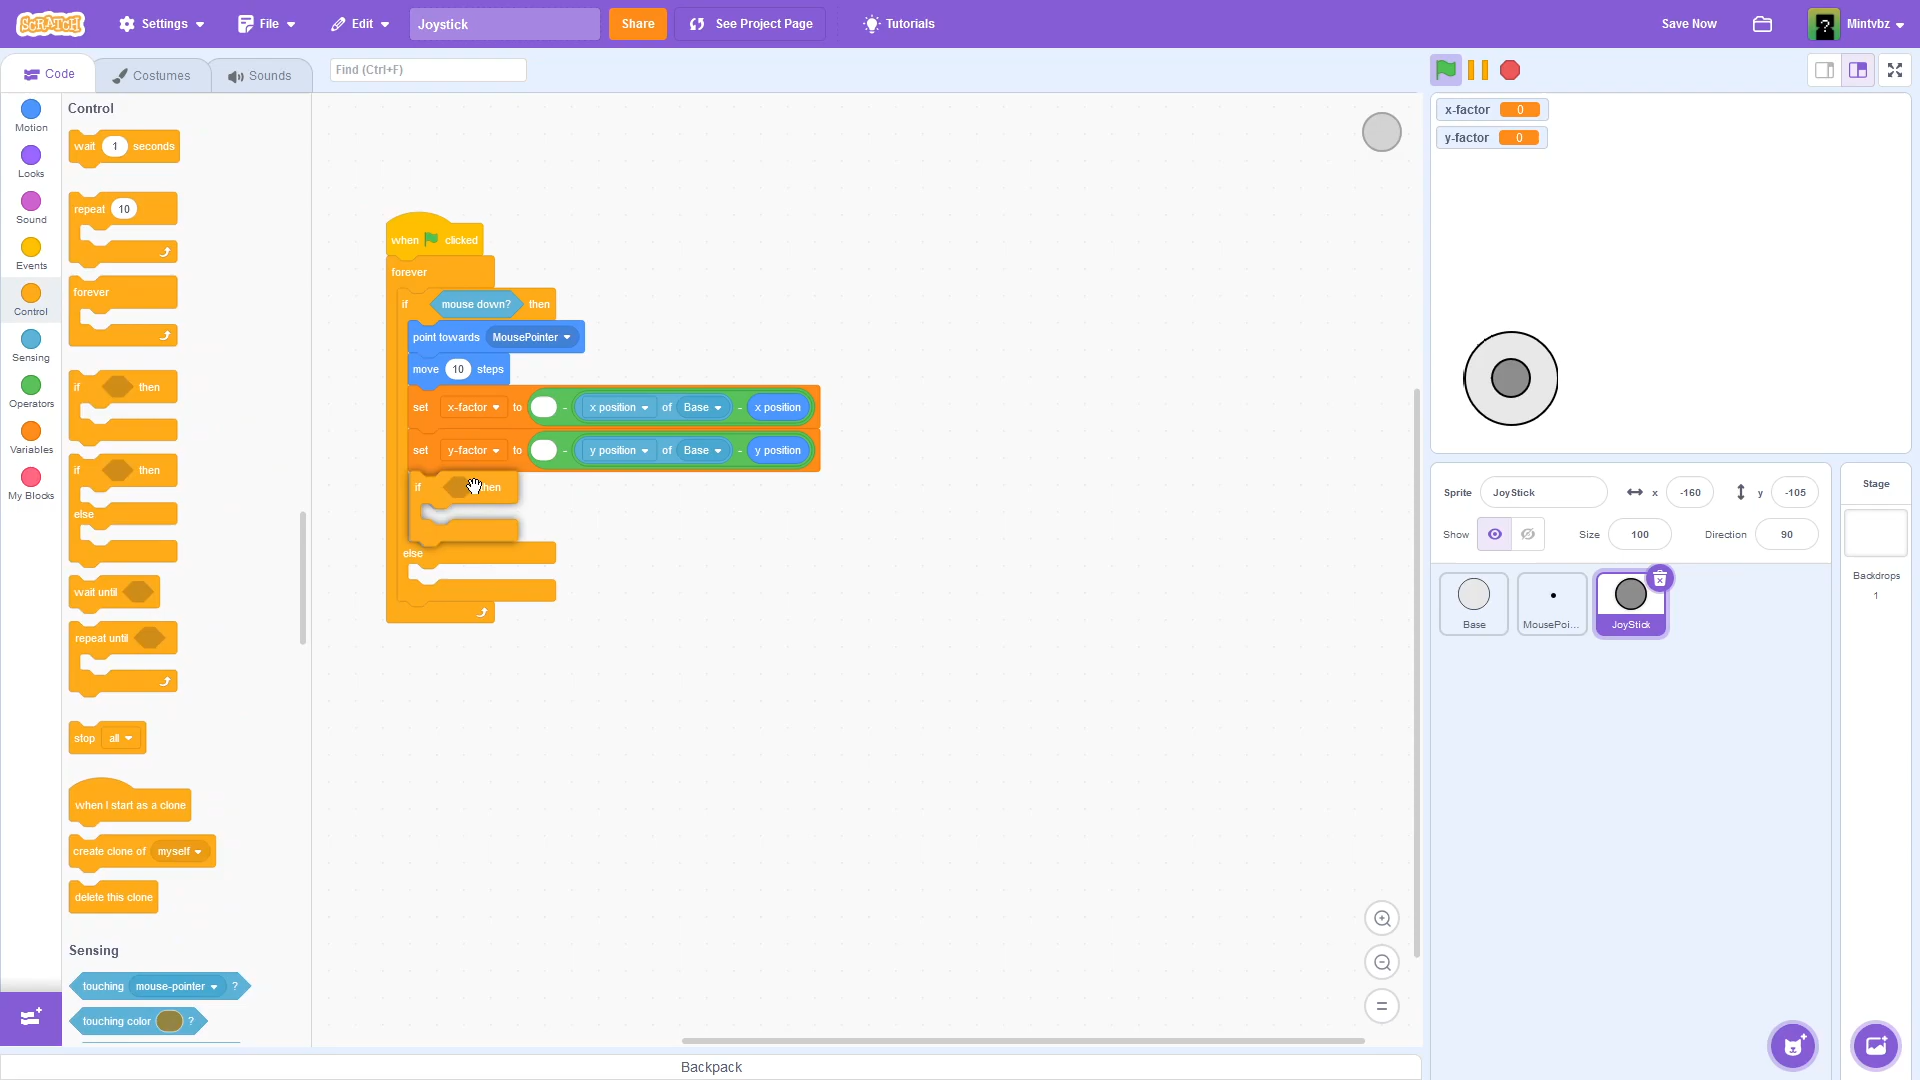 SCRATCH Settings File Edit Joystick Share See Project Page Tutorials Save Now Mintvbz
Code Costumes Sounds Find (Ctrl+F)
Motion
Looks
Sound
Events
Control
Sensing
Operators
Variables
My Blocks
Control
wait 1 seconds
repeat 10
forever
if then
if then
else
wait until
repeat until
stop all
when I start as a clone
create clone of myself
delete this clone
Sensing
touching mouse-pointer ?
touching color ?
when clicked
forever
if mouse down? then
point towards MousePointer
move 10 steps
set x-factor to - x position of Base - x position
set y-factor to - y position of Base - y position
if then
else
Backpack
x-factor 0
y-factor 0
Sprite JoyStick x -160 y -105
Show Size 100 Direction 90
Base
MousePoi...
JoyStick
Stage
Backdrops
1